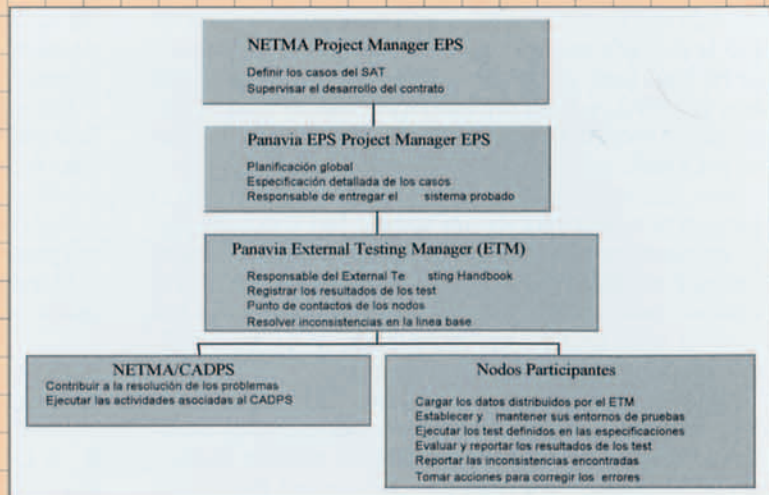 NETMA Project Manager EPS
Definir los casos del SAT
Supervisar el desarrollo del contrato
Panavia EPS Project Manager EPS
Planificación global
Especificación detallada de los casos
Responsable de entregar el sistema probado
Panavia External Testing Manager (ETM)
Responsable del External Te sting Handbook
Registrar los resultados de los test
Punto de contactos de los nodos
Resolver inconsistencias en la linea base
NETMA/CADPS
Contribuir a la resolución de los problemas
Ejecutar las actividades asociadas al CADPS
Nodos Participantes
Cargar los datos distribuidos por el ETM
Establecer y mantener sus entornos de pruebas
Ejecutar los test definidos en las especificaciones
Evaluar y reportar los resultados de los test
Reportar las inconsistencias encontradas
Tomar acciones para corregir los errores